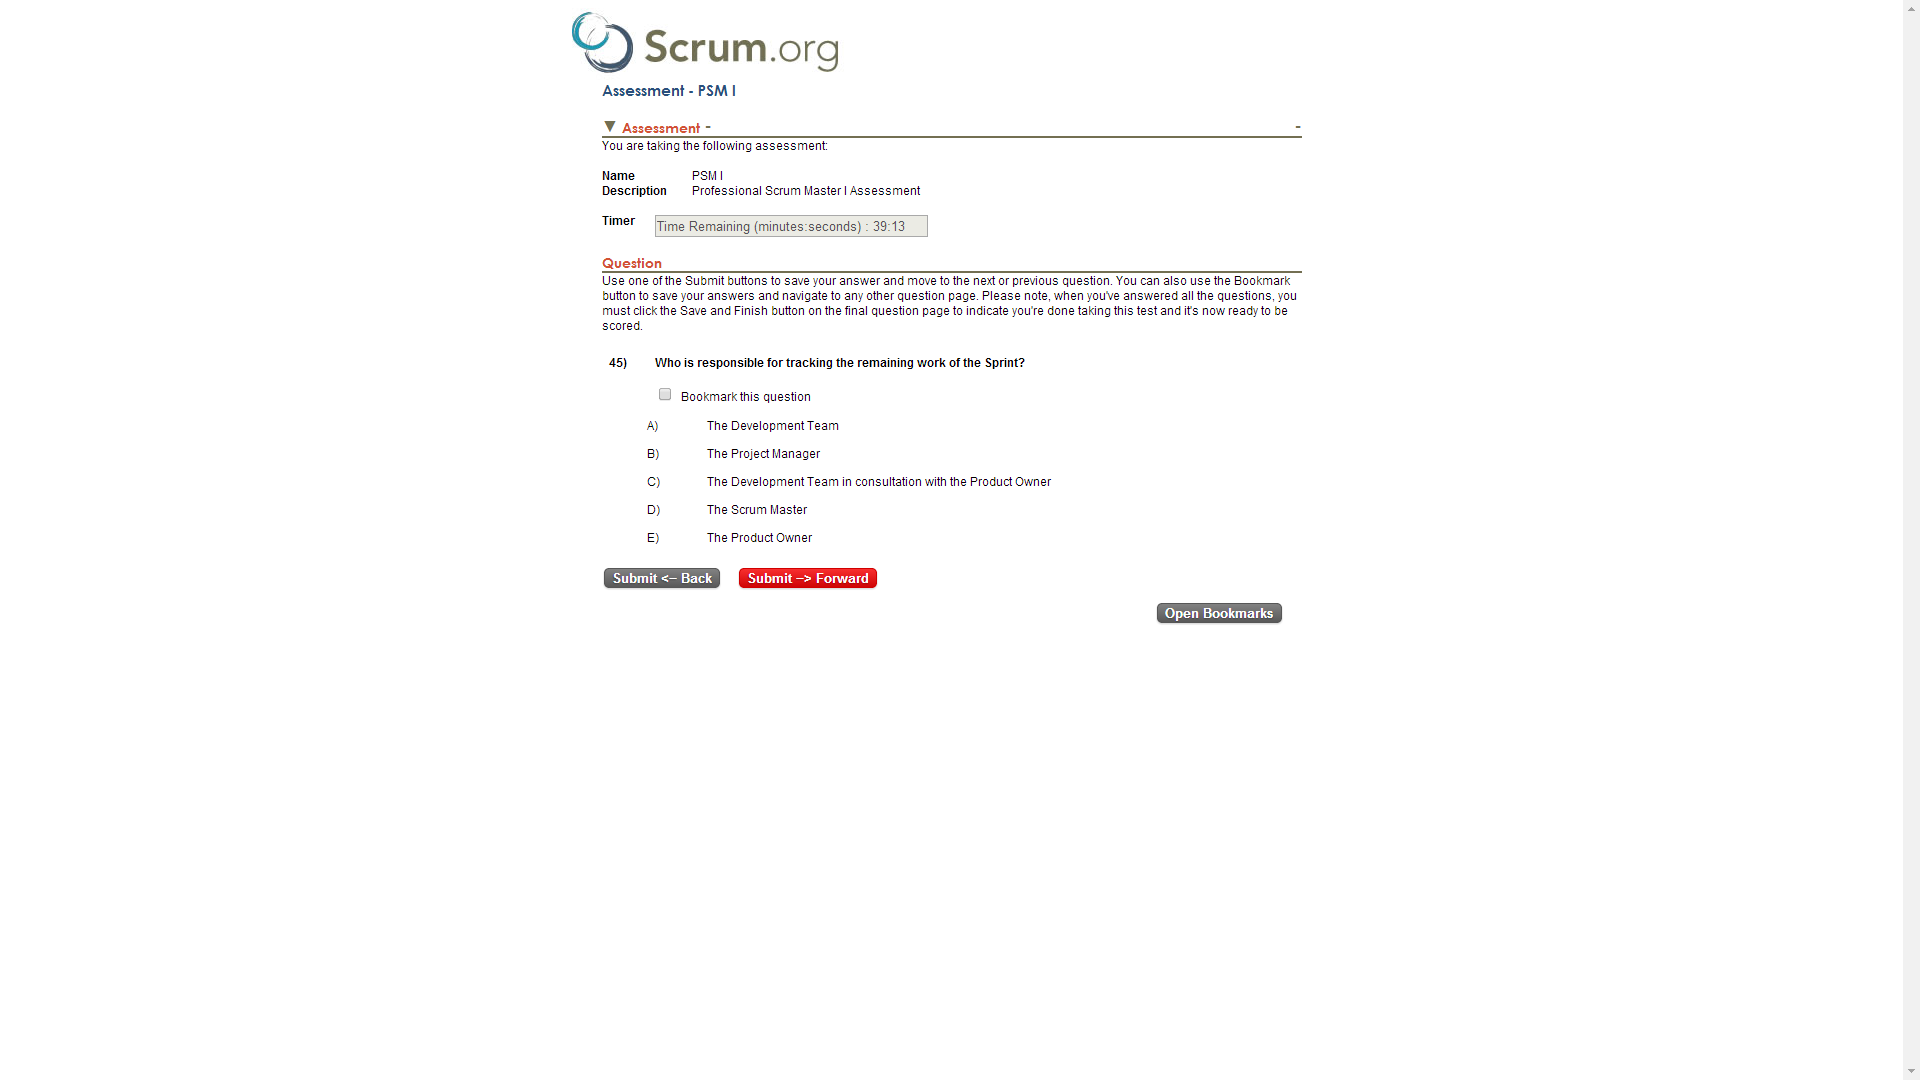 Scrum.org
Assessment - PSM I
▼ Assessment - -
You are taking the following assessment:
Name PSM I
Description Professional Scrum Master I Assessment
Timer Time Remaining (minutes:seconds) : 39:13
Question
Use one of the Submit buttons to save your answer and move to the next or previous question. You can also use the Bookmark
button to save your answers and navigate to any other question page. Please note, when you've answered all the questions, you
must click the Save and Finish button on the final question page to indicate you're done taking this test and it's now ready to be
scored.
45) Who is responsible for tracking the remaining work of the Sprint?
Bookmark this question
A) The Development Team
B) The Project Manager
C) The Development Team in consultation with the Product Owner
D) The Scrum Master
E) The Product Owner
Submit <-- Back Submit --> Forward
Open Bookmarks